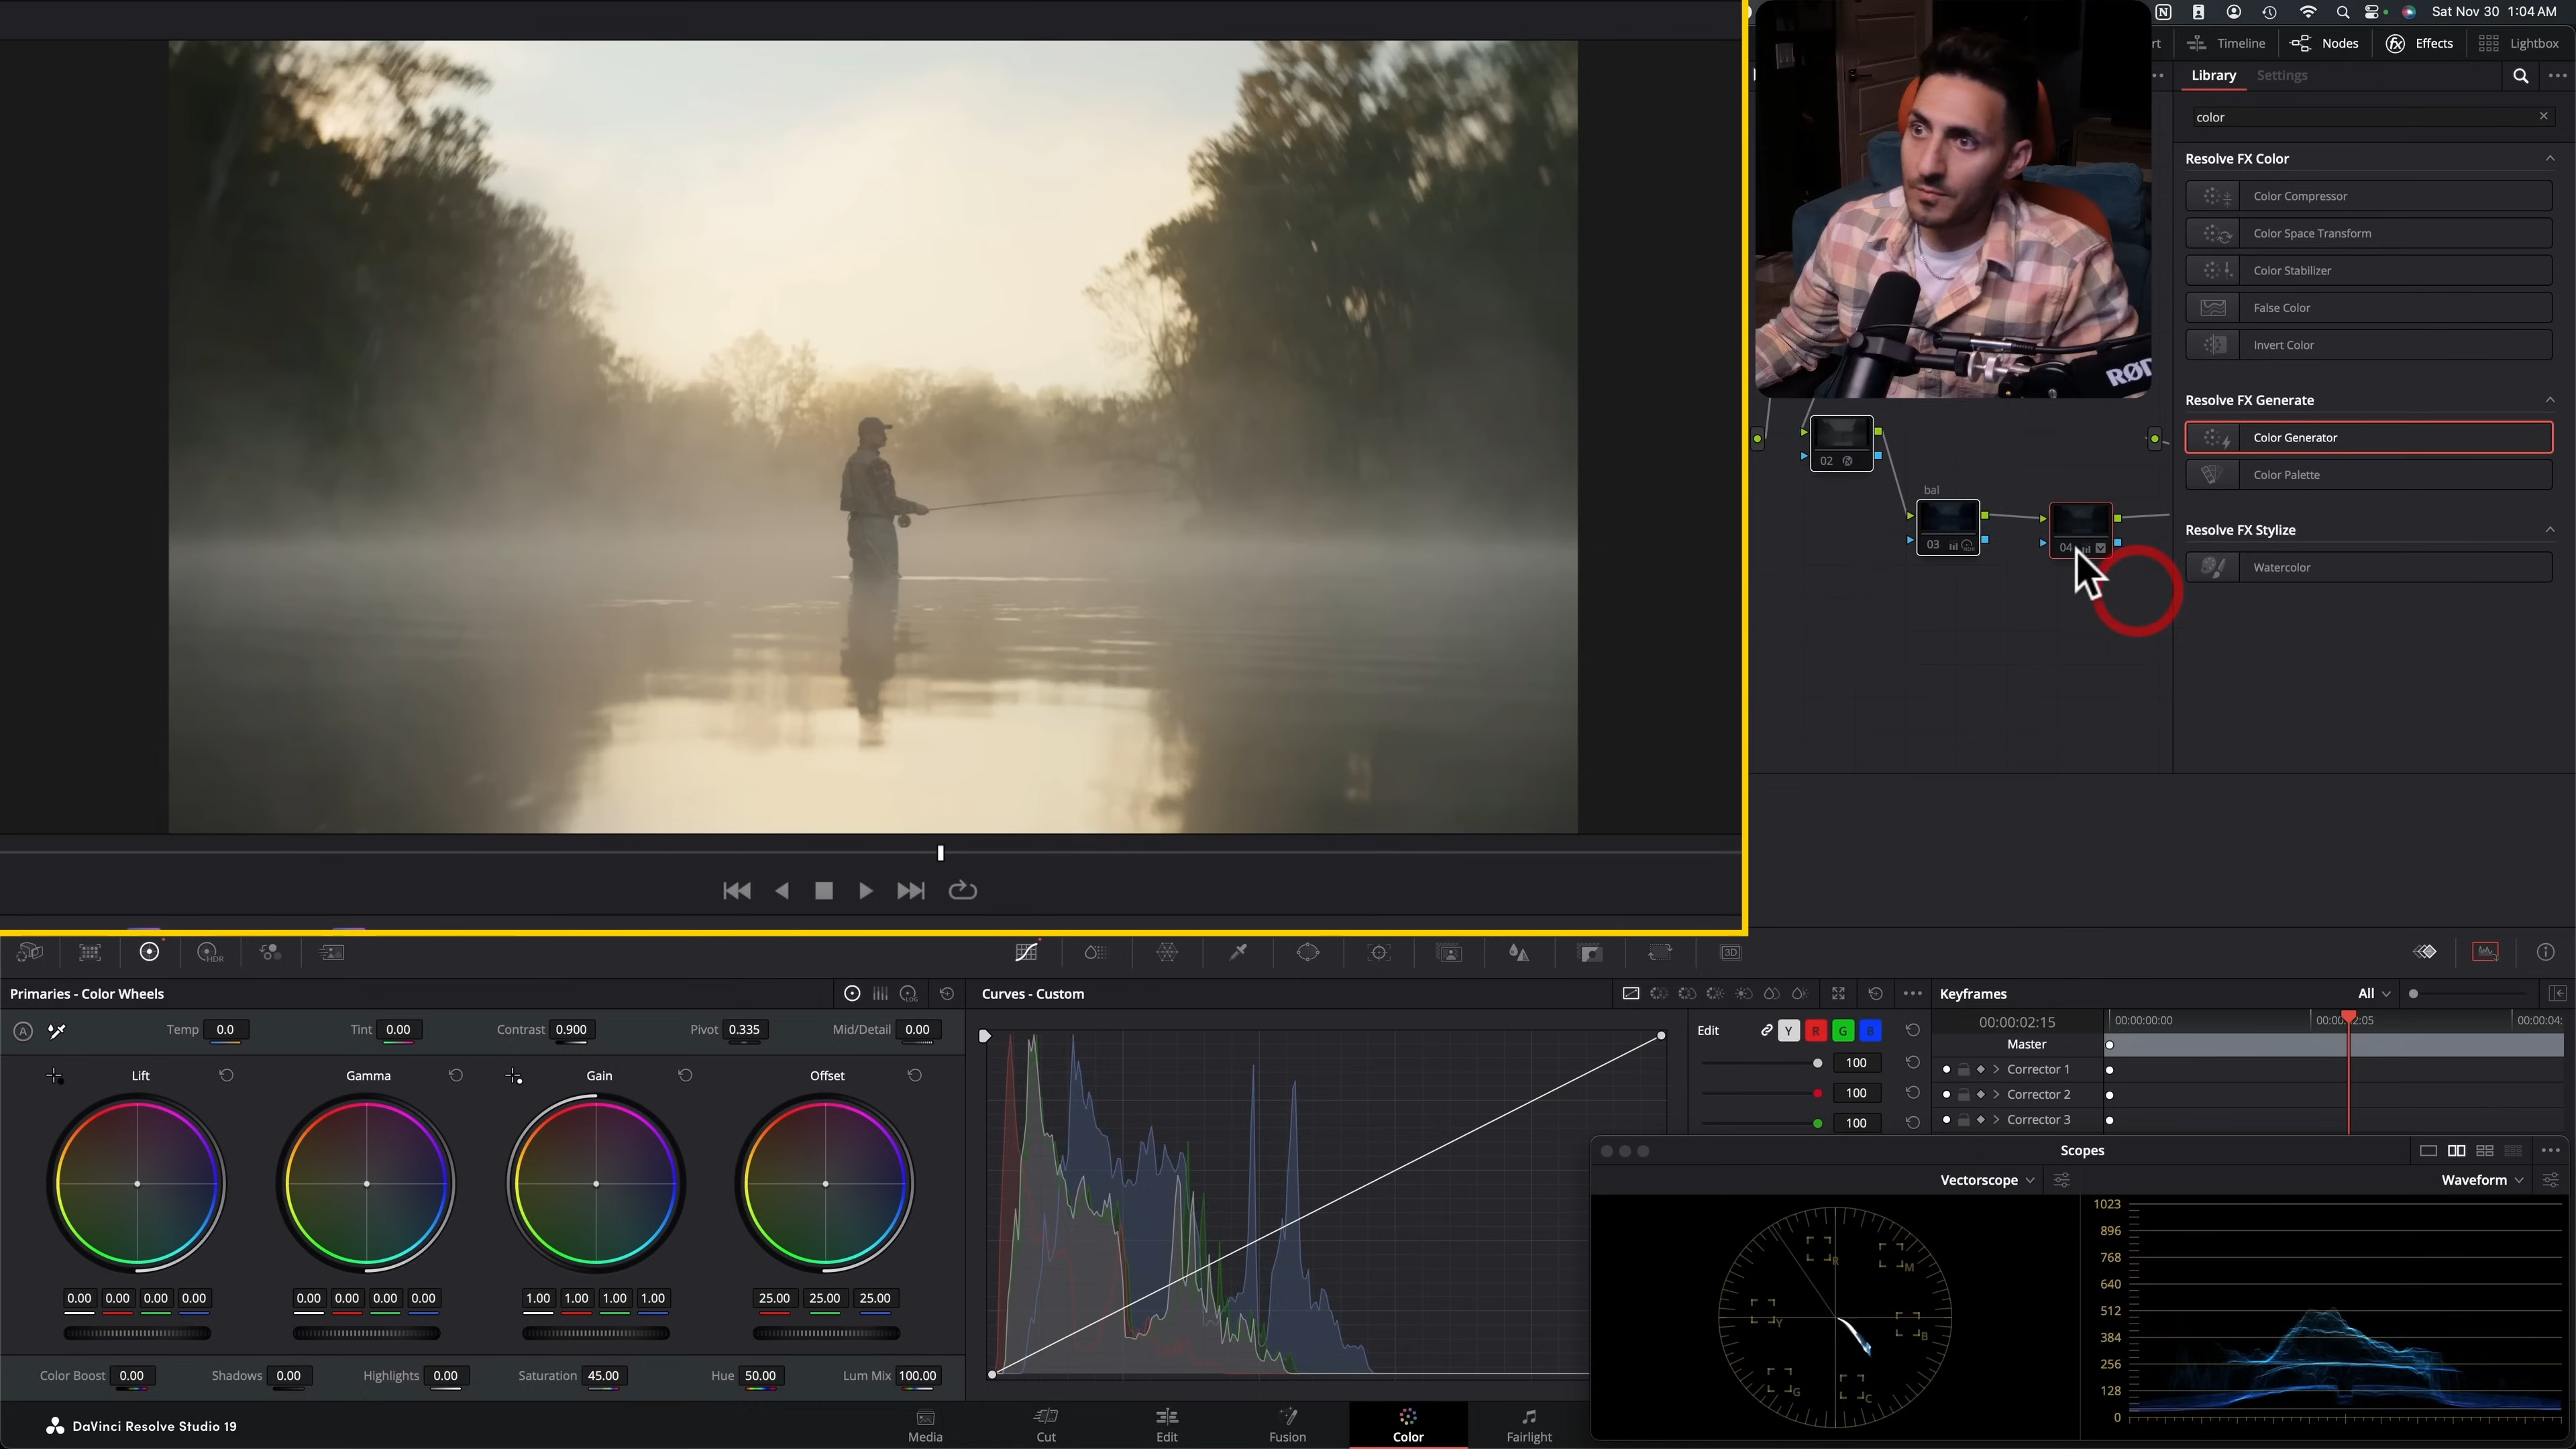 Sat Nov 30 1:04 AM
rt
Timeline
Nodes
Effects
Lightbox
Library
Settings
color
Resolve FX Color
Color Compressor
Color Space Transform
Color Stabilizer
False Color
Invert Color
Resolve FX Generate
Color Generator
Color Palette
Resolve FX Stylize
Watercolor
RØD
02
bal
03
04
HDR
3D
Primaries - Color Wheels
LOG
Curves - Custom
Keyframes
All
A
Temp 0.0
Tint 0.00
Contrast 0.900
Pivot 0.335
Mid/Detail 0.00
Edit
Y R G B
00:00:02:15
00:00:00:00
00:00:04:
Master
Corrector 1
Corrector 2
Corrector 3
Lift
Gamma
Gain
Offset
100
100
100
0.00 0.00 0.00 0.00
0.00 0.00 0.00 0.00
1.00 1.00 1.00 1.00
25.00 25.00 25.00
Scopes
Vectorscope
Waveform
R
M
Y
B
G
C
1023
896
768
640
512
384
256
128
0
Color Boost 0.00
Shadows 0.00
Highlights 0.00
Saturation 45.00
Hue 50.00
Lum Mix 100.00
DaVinci Resolve Studio 19
Media
Cut
Edit
Fusion
Color
Fairlight